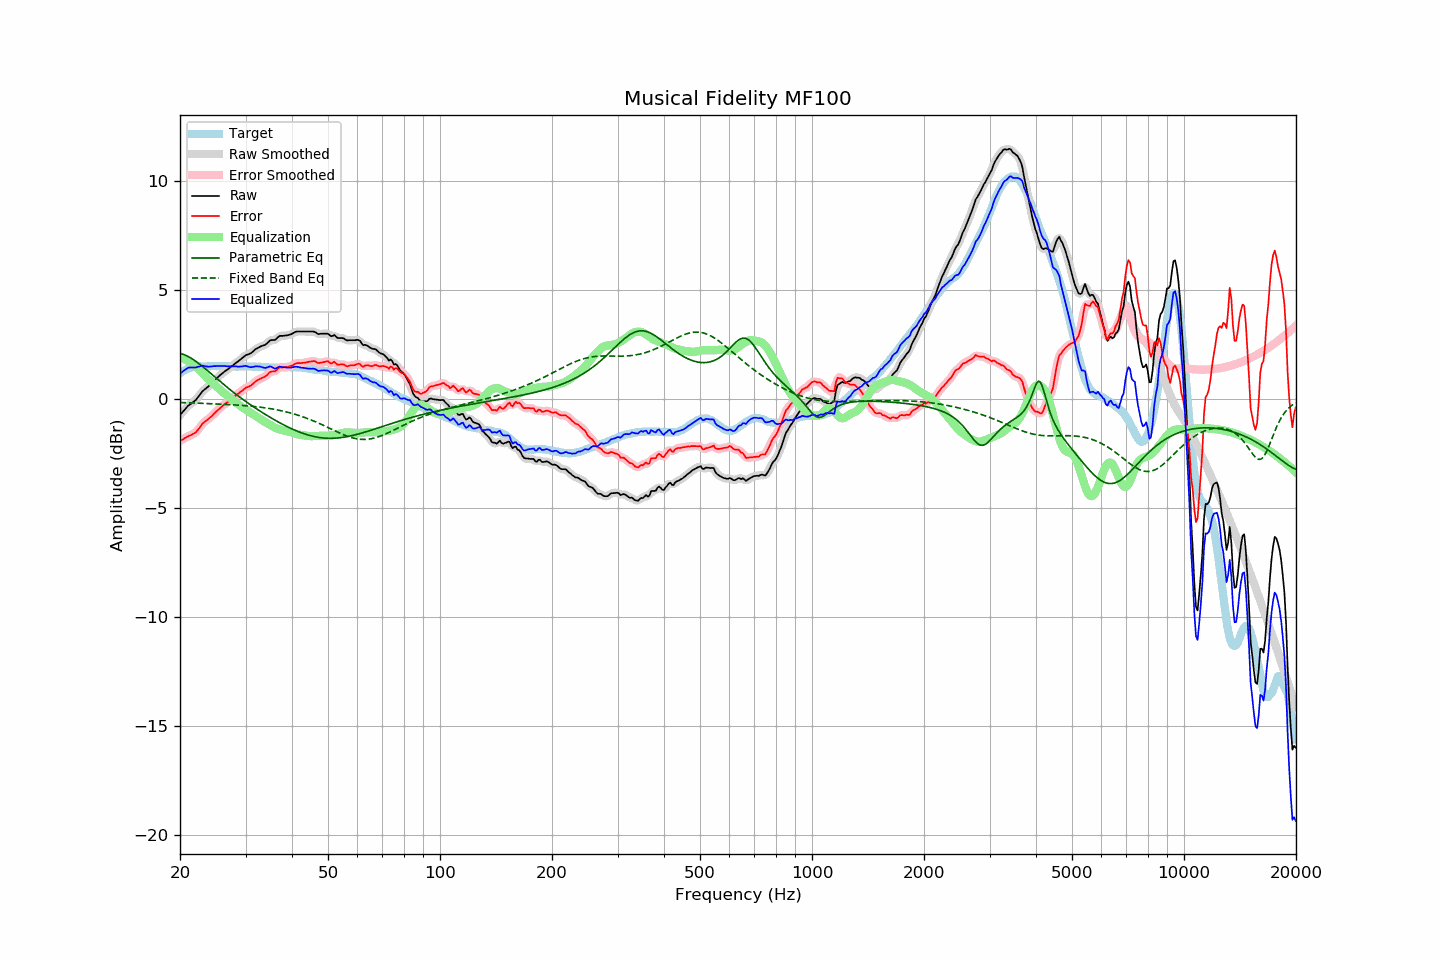 Musical Fidelity MF100
Target
Raw Smoothed
Error Smoothed
Raw
Error
Equalization
Parametric Eq
Fixed Band Eq
Equalized
10
5
0
−5
−10
−15
−20
Amplitude (dBr)
20 50 100 200 500 1000 2000 5000 10000 20000
Frequency (Hz)